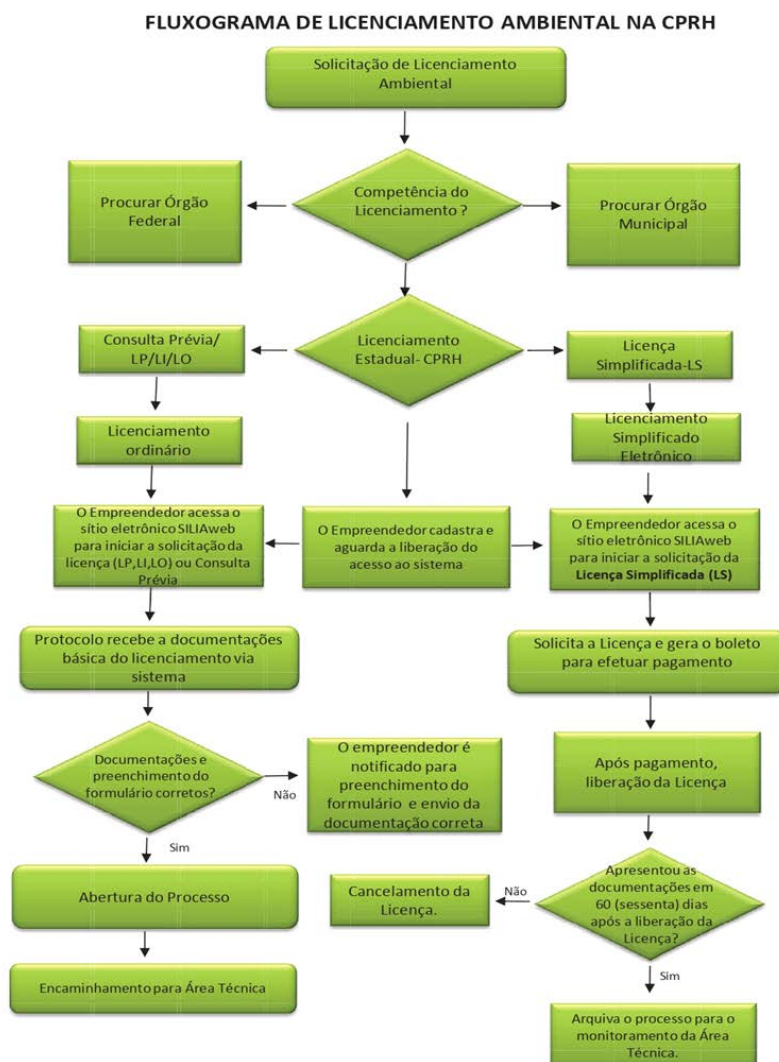 FLUXOGRAMA DE LICENCIAMENTO AMBIENTAL NA CPRH
Solicitação de Licenciamento
Ambiental
Procurar Órgão
Federal
Competência do
Licenciamento ?
Procurar Órgão
Municipal
Consulta Prévia/
LP/LI/LO
Licenciamento
Estadual- CPRH
Licença
Simplificada-LS
Licenciamento
ordinário
Licenciamento
Simplificado
Eletrônico
O Empreendedor acessa o
sítio eletrônico SILIAweb
para iniciar a solicitação da
licença (LP,LI,LO) ou Consulta
Prévia
O Empreendedor cadastra e
aguarda a liberação do
acesso ao sistema
O Empreendedor acessa o
sítio eletrônico SILIAweb
para iniciar a solicitação da
Licença Simplificada (LS)
Protocolo recebe a documentações
básica do licenciamento via
sistema
Solicita a Licença e gera o boleto
para efetuar pagamento
Documentações e
preenchimento do
formulário corretos?
Não
O empreendedor é
notificado para
preenchimento do
formulário e envio da
documentação correta
Após pagamento,
liberação da Licença
Sim
Abertura do Processo
Cancelamento da
Licença.
Não
Apresentou as
documentações em
60 (sessenta) dias
após a liberação da
Licença?
Encaminhamento para Área Técnica
Sim
Arquiva o processo para o
monitoramento da Área
Técnica.